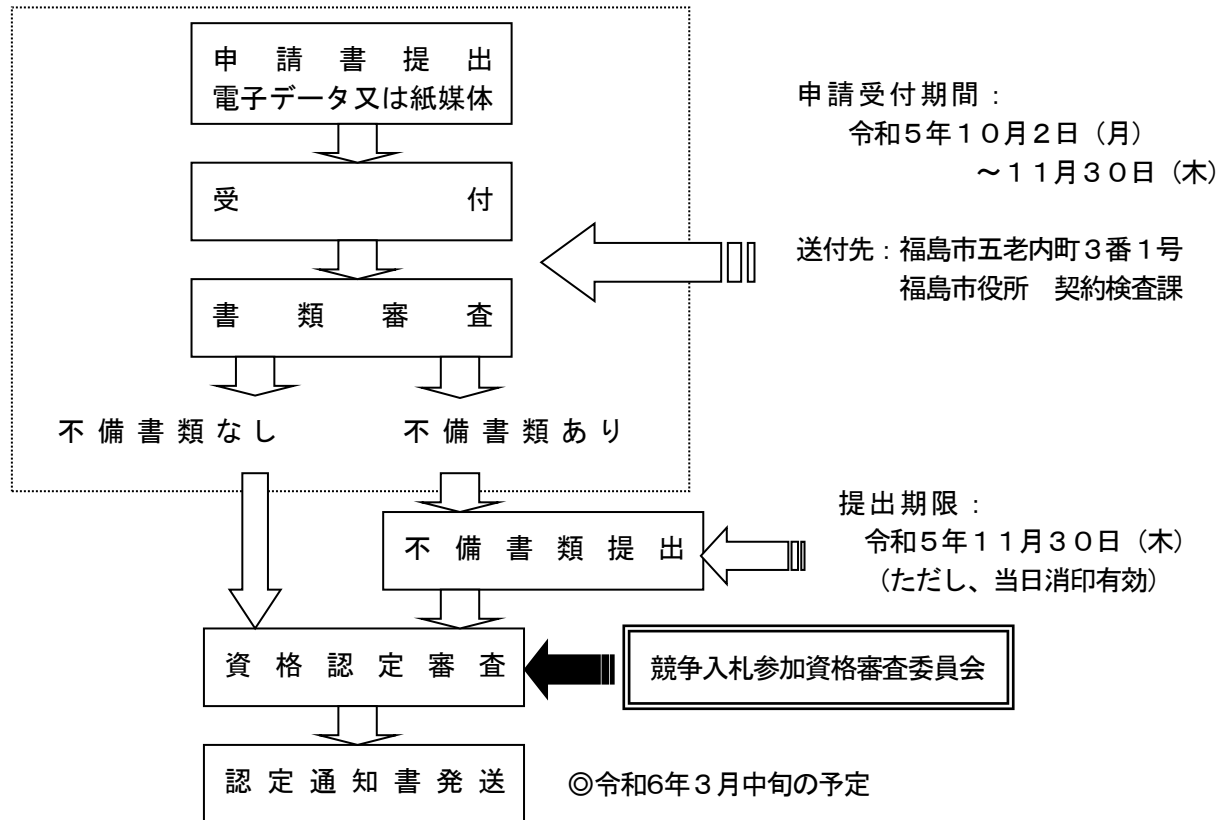 申請書提出
電子データ又は紙媒体
申請受付期間：
令和５年１０月２日（月）
～１１月３０日（木）
受付
送付先：福島市五老内町３番１号
福島市役所　契約検査課
書類審査
不備書類なし
不備書類あり
提出期限：
令和５年１１月３０日（木）
（ただし、当日消印有効）
不備書類提出
資格認定審査
競争入札参加資格審査委員会
認定通知書発送
◎令和6年３月中旬の予定